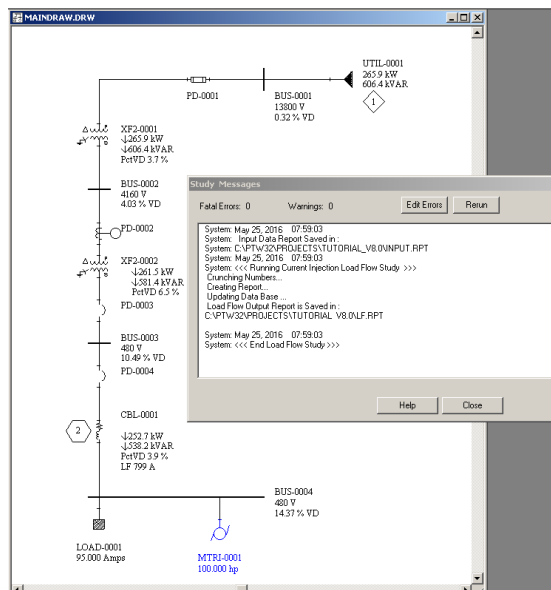 MAINDRAW.DRW
UTIL-0001
265.9 kW
606.4 kVAR
1
PD-0001
BUS-0001
13800 V
0.32 % VD
XF2-0001
↓265.9 kW
↓606.4 kVAR
PctVD 3.7 %
BUS-0002
4160 V
4.03 % VD
PD-0002
XF2-0002
↓261.5 kW
↓581.4 kVAR
PctVD 6.5 %
PD-0003
BUS-0003
480 V
10.49 % VD
PD-0004
CBL-0001
2
↓252.7 kW
↓538.2 kVAR
PctVD 3.9 %
LF 799 A
BUS-0004
480 V
14.37 % VD
LOAD-0001
95.000 Amps
MTRI-0001
100.000 hp
Study Messages
Fatal Errors: 0 Warnings: 0 Edit Errors Rerun
System: May 25, 2016 07:59:03
System: Input Data Report Saved in :
System: C:\PTW32\PROJECTS\TUTORIAL_V8.0\INPUT.RPT
System: May 25, 2016 07:59:03
System: <<< Running Current Injection Load Flow Study >>>
Crunching Numbers...
Creating Report...
Updating Data Base ...
Load Flow Output Report is Saved in :
C:\PTW32\PROJECTS\TUTORIAL V8.0\LF.RPT
System: May 25, 2016 07:59:03
System: <<< End Load Flow Study >>>
Help Close